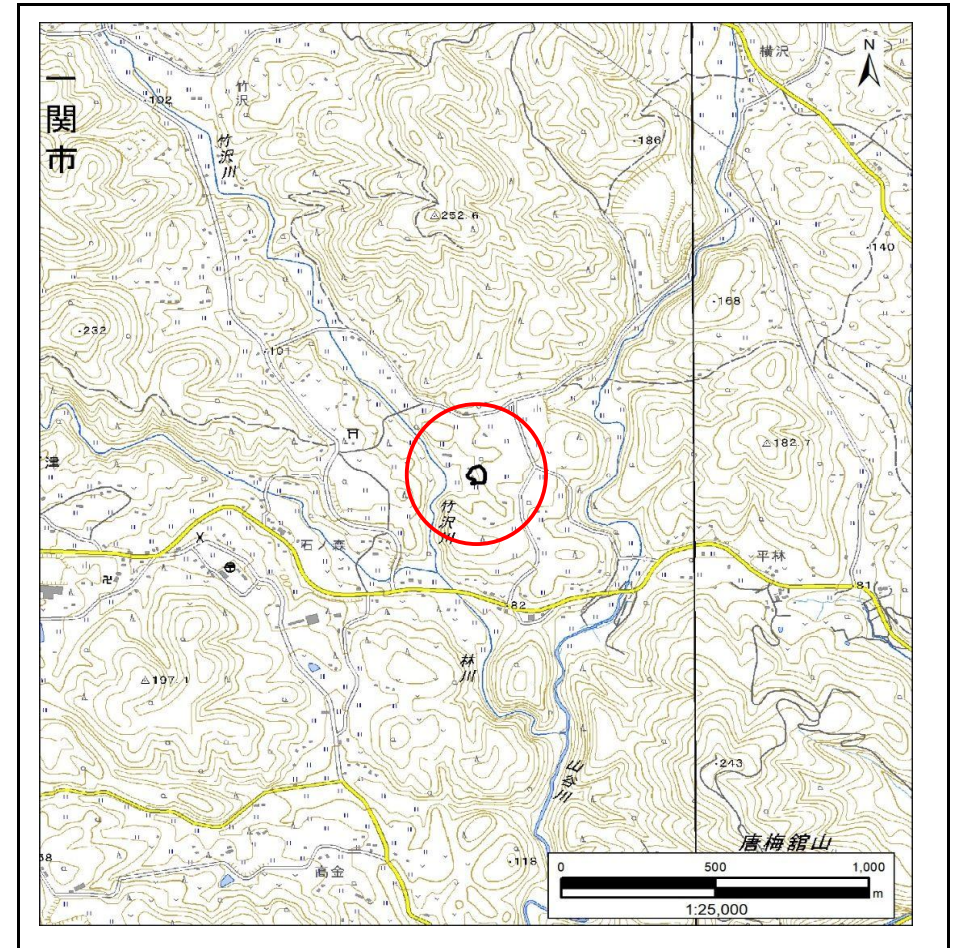 横沢
N
一関市
竹沢
·102
竹沢川
·186
△252.6
·140
·168
·232
·101
△182.7
津
竹沢川
石ノ森
平林
81
82
林川
△197.1
·243
山谷川
唐梅舘山
·118
高金
0 500 1,000
m
1:25,000